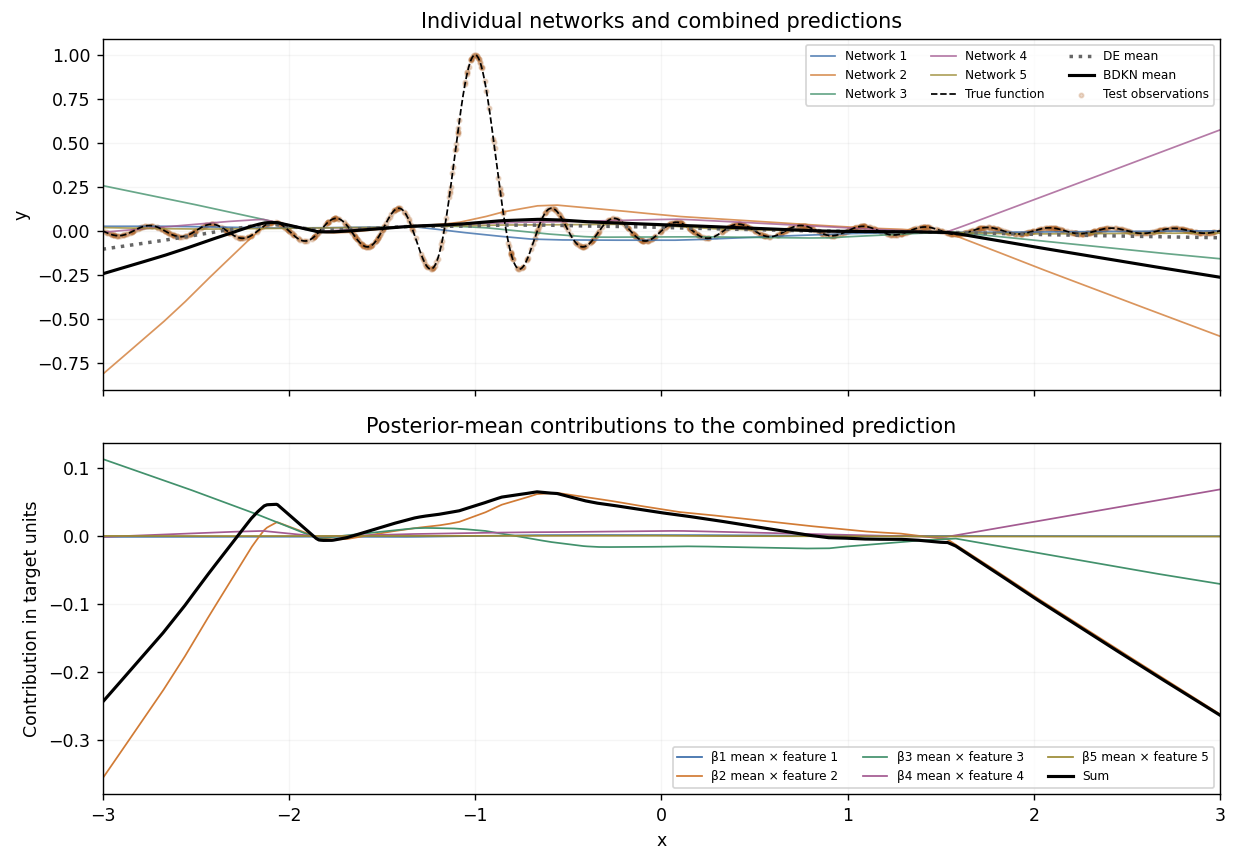 Individual networks and combined predictions
1.00
0.75
0.50
0.25
0.00
−0.25
−0.50
−0.75
y
Network 1
Network 2
Network 3
Network 4
Network 5
True function
DE mean
BDKN mean
Test observations
Posterior-mean contributions to the combined prediction
0.1
0.0
−0.1
−0.2
−0.3
Contribution in target units
β1 mean × feature 1
β2 mean × feature 2
β3 mean × feature 3
β4 mean × feature 4
β5 mean × feature 5
Sum
−3
−2
−1
0
1
2
3
x